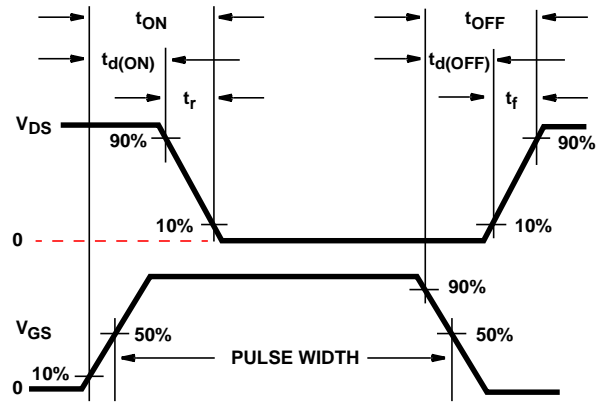 tON
tOFF
td(ON)
td(OFF)
tr
tf
VDS
90%
90%
10%
10%
0
90%
VGS
50%
50%
PULSE WIDTH
10%
0